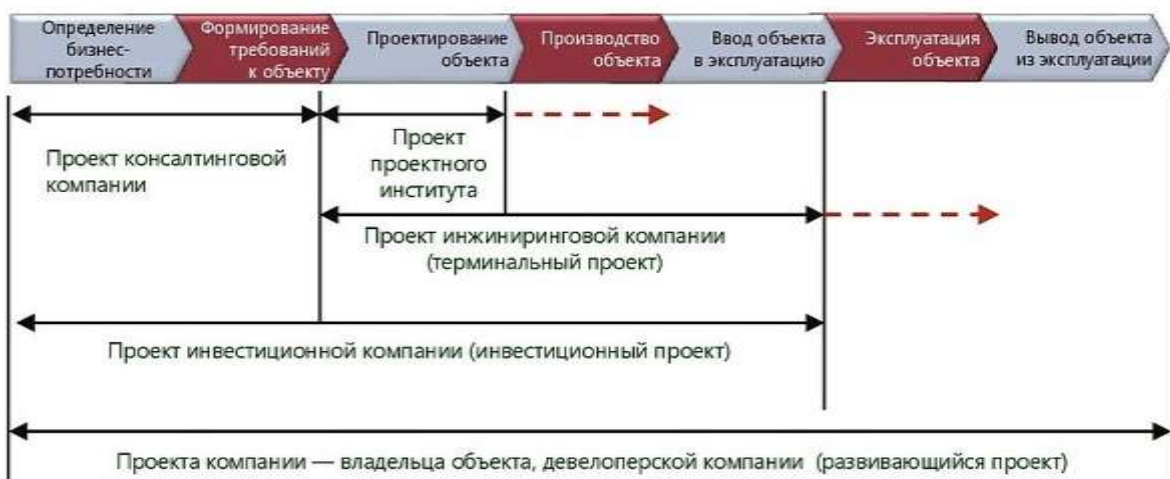 Определение
бизнес-
потребности
Формирование
требований
к объекту
Проектирование
объекта
Производство
объекта
Ввод объекта
в эксплуатацию
Эксплуатация
объекта
Вывод объекта
из эксплуатации
Проект консалтинговой
компании
Проект
проектного
института
Проект инжиниринговой компании
(терминальный проект)
Проект инвестиционной компании (инвестиционный проект)
Проекта компании — владельца объекта, девелоперской компании (развивающийся проект)